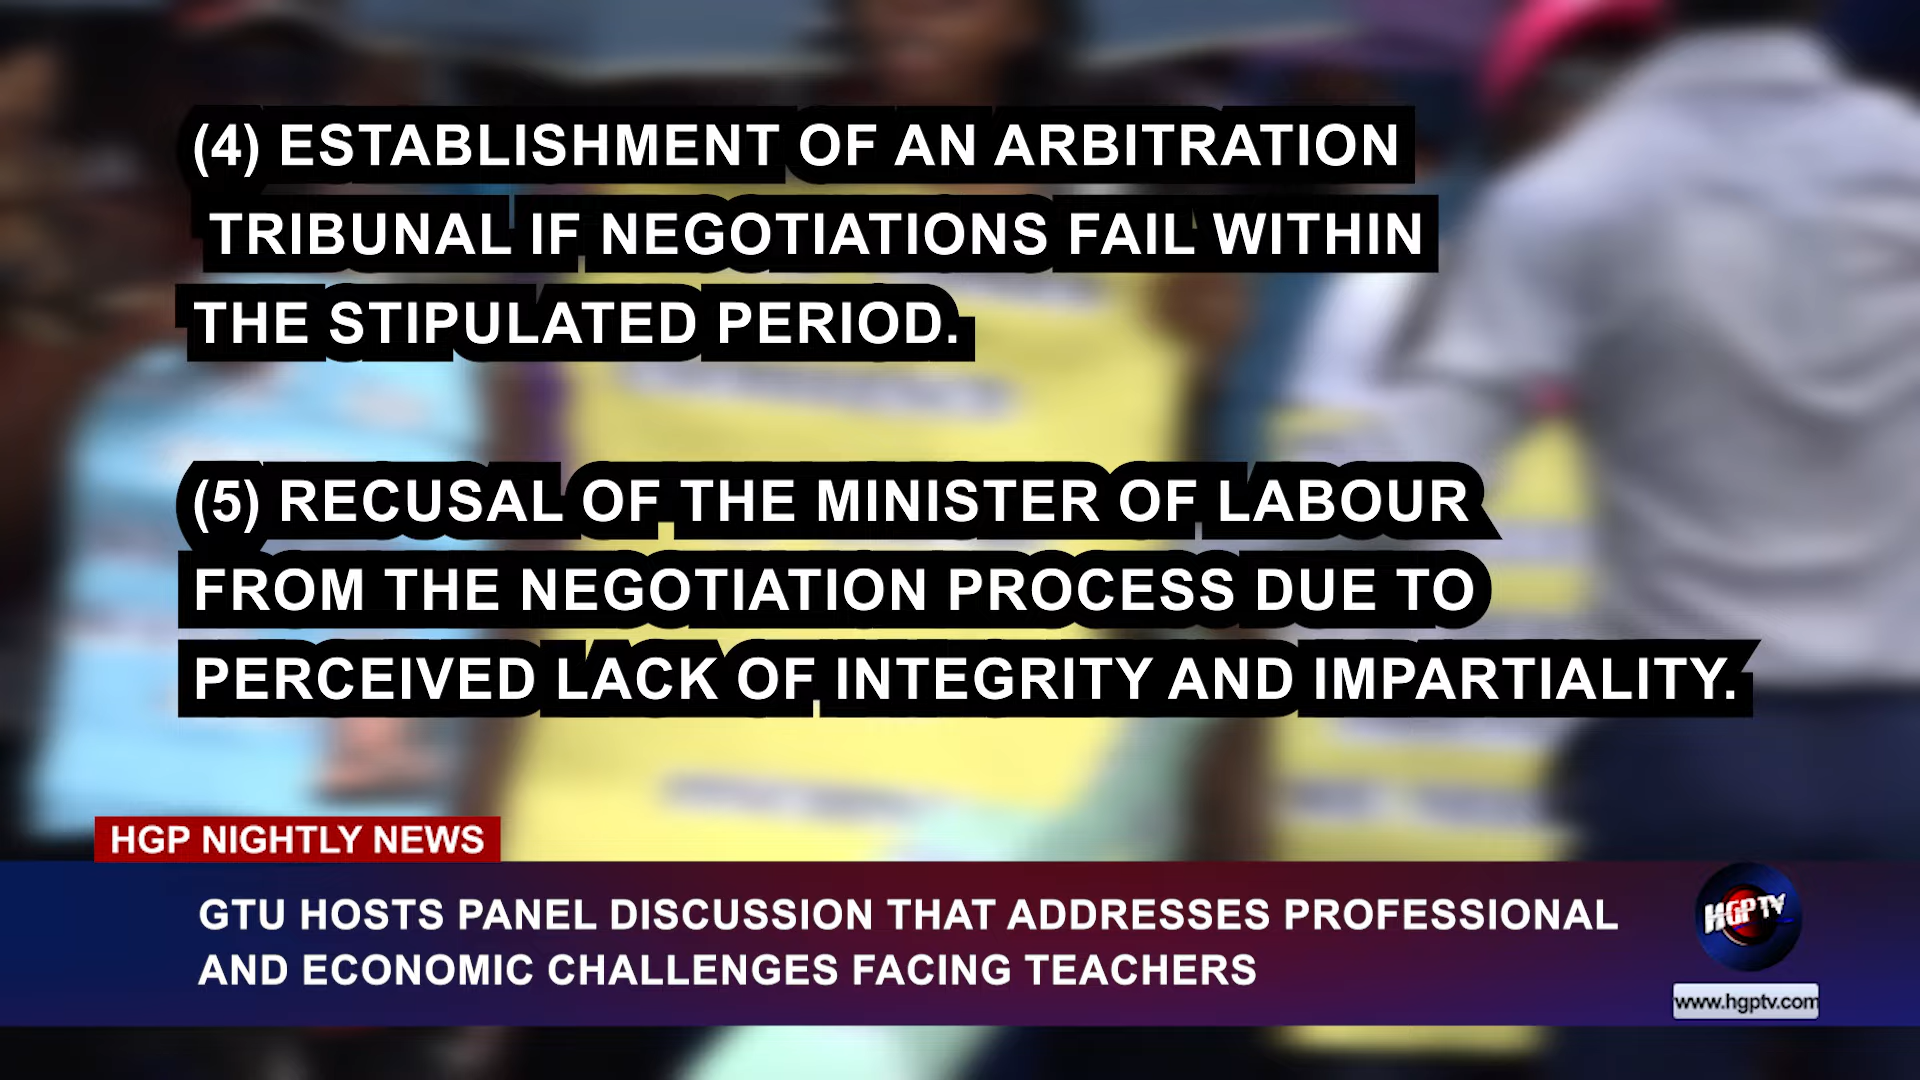 (4) ESTABLISHMENT OF AN ARBITRATION
TRIBUNAL IF NEGOTIATIONS FAIL WITHIN
THE STIPULATED PERIOD.
(5) RECUSAL OF THE MINISTER OF LABOUR
FROM THE NEGOTIATION PROCESS DUE TO
PERCEIVED LACK OF INTEGRITY AND IMPARTIALITY.
HGP NIGHTLY NEWS
GTU HOSTS PANEL DISCUSSION THAT ADDRESSES PROFESSIONAL
AND ECONOMIC CHALLENGES FACING TEACHERS
HGPTV
www.hgptv.com